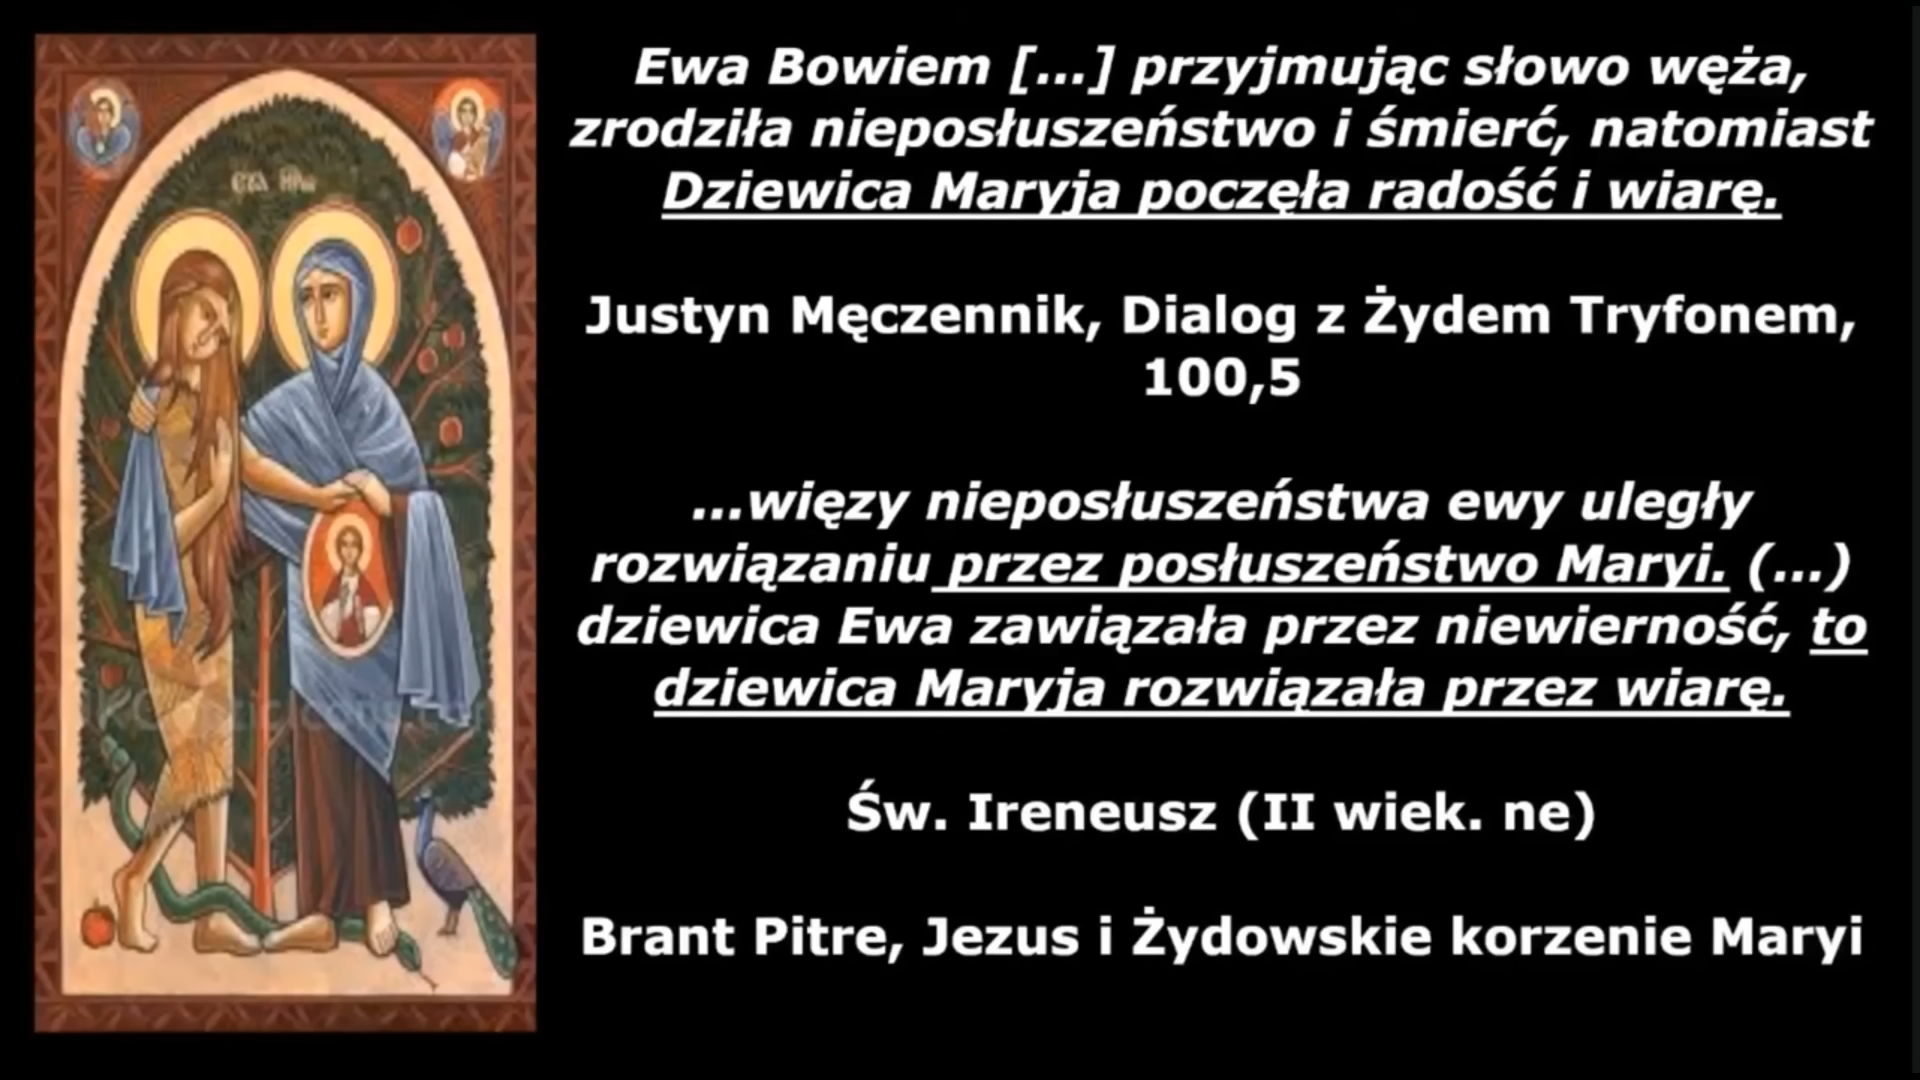 Ewa Bowiem [...] przyjmując słowo węża,
zrodziła nieposłuszeństwo i śmierć, natomiast
Dziewica Maryja poczęła radość i wiarę.
Justyn Męczennik, Dialog z Żydem Tryfonem,
100,5
...więzy nieposłuszeństwa ewy uległy
rozwiązaniu przez posłuszeństwo Maryi. (...)
dziewica Ewa zawiązała przez niewierność, to
dziewica Maryja rozwiązała przez wiarę.
Św. Ireneusz (II wiek. ne)
Brant Pitre, Jezus i Żydowskie korzenie Maryi